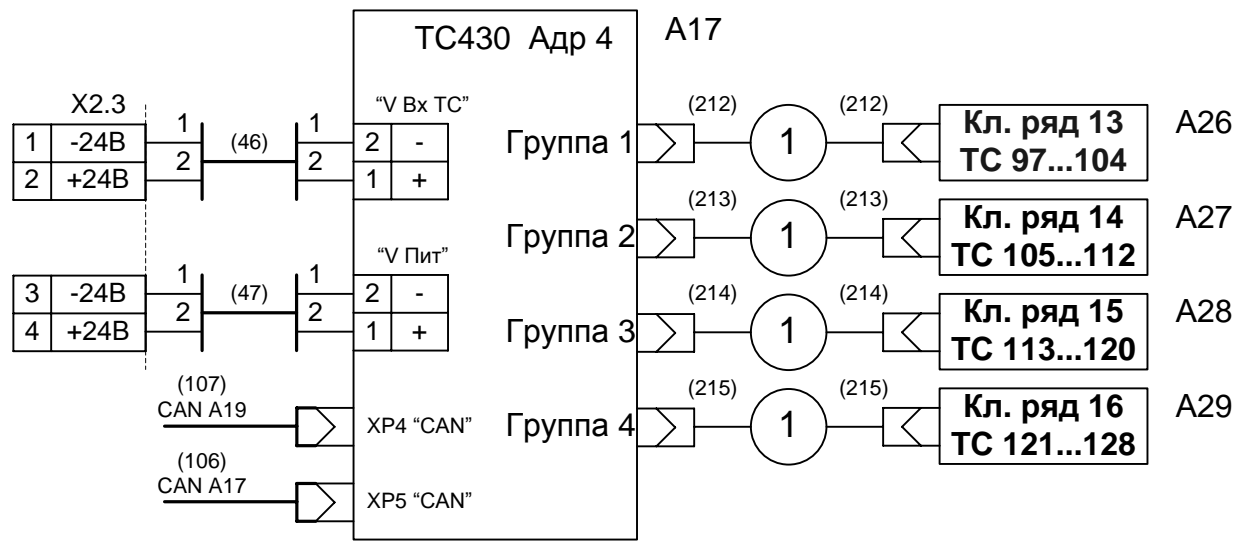 ТС430 Адр 4
А17
Х2.3
1 -24В
2 +24В
1
2
(46)
1
2
“V Вх ТС”
2 -
1 +
3 -24В
4 +24В
1
2
(47)
1
2
“V Пит”
2 -
1 +
(107)
CAN A19
XP4 “CAN”
(106)
CAN A17
XP5 “CAN”
Группа 1
(212)
1
(212)
Кл. ряд 13
ТС 97...104
А26
Группа 2
(213)
1
(213)
Кл. ряд 14
ТС 105...112
А27
Группа 3
(214)
1
(214)
Кл. ряд 15
ТС 113...120
А28
Группа 4
(215)
1
(215)
Кл. ряд 16
ТС 121...128
А29